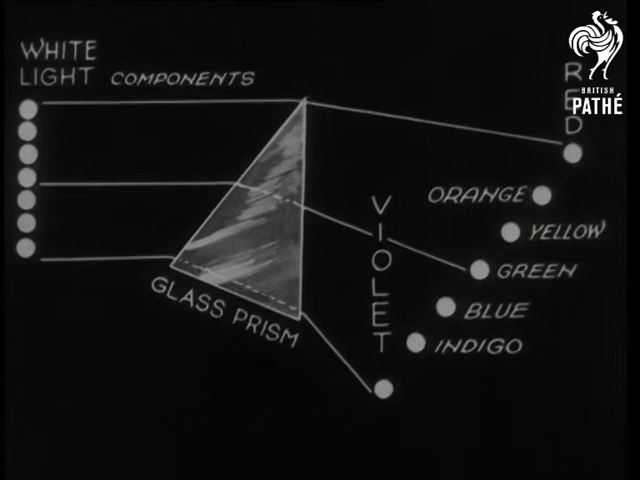 WHITE
LIGHT COMPONENTS
RED
BRITISH
PATHÉ
ORANGE
VIOLET
YELLOW
GREEN
GLASS PRISM
BLUE
INDIGO